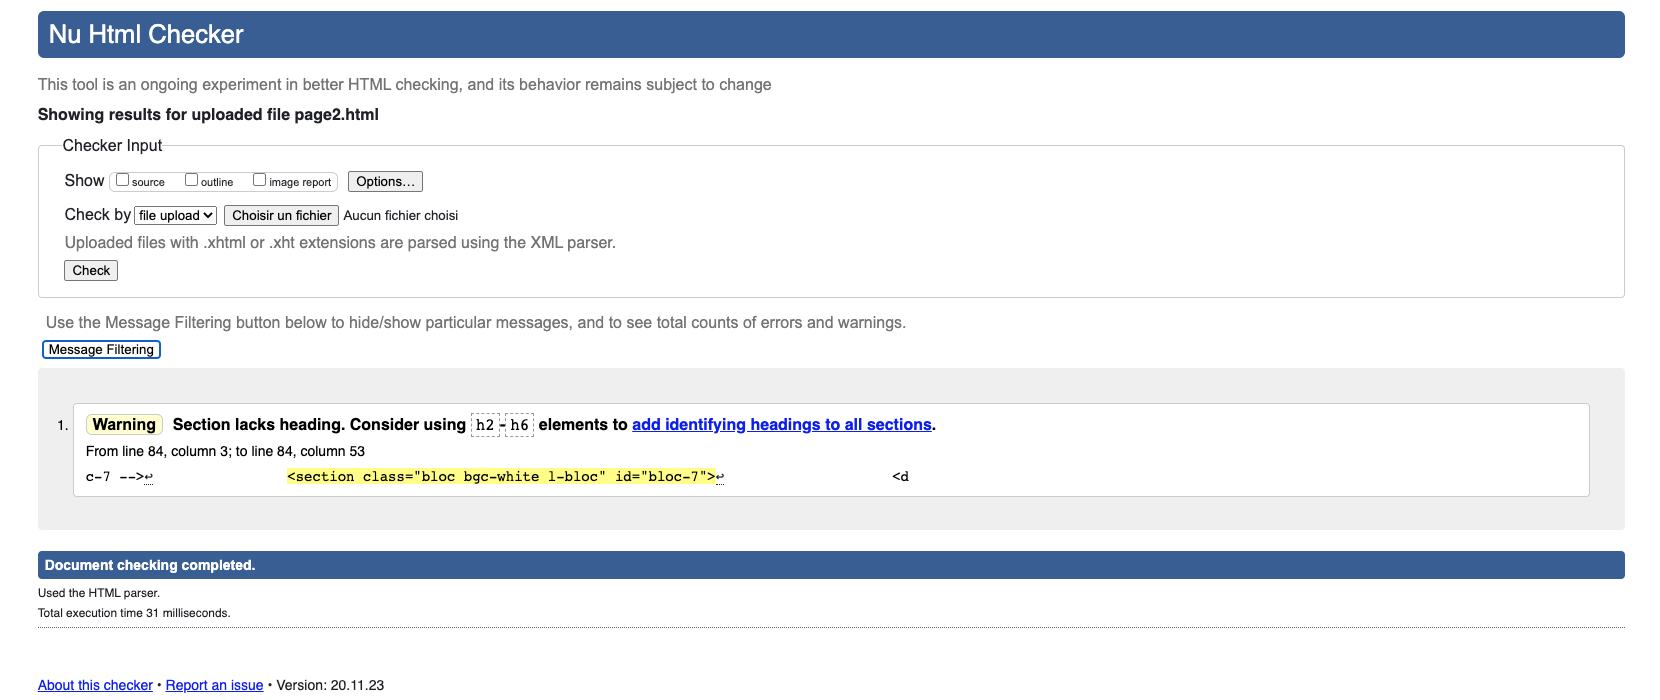 Nu Html Checker
This tool is an ongoing experiment in better HTML checking, and its behavior remains subject to change
Showing results for uploaded file page2.html
Checker Input
Show source outline image report Options...
Check by file upload Choisir un fichier Aucun fichier choisi
Uploaded files with .xhtml or .xht extensions are parsed using the XML parser.
Check
Use the Message Filtering button below to hide/show particular messages, and to see total counts of errors and warnings.
Message Filtering
1. Warning Section lacks heading. Consider using h2-h6 elements to add identifying headings to all sections.
From line 84, column 3; to line 84, column 53
c-7 -->↩ <section class="bloc bgc-white l-bloc" id="bloc-7">↩ <d
Document checking completed.
Used the HTML parser.
Total execution time 31 milliseconds.
About this checker • Report an issue • Version: 20.11.23